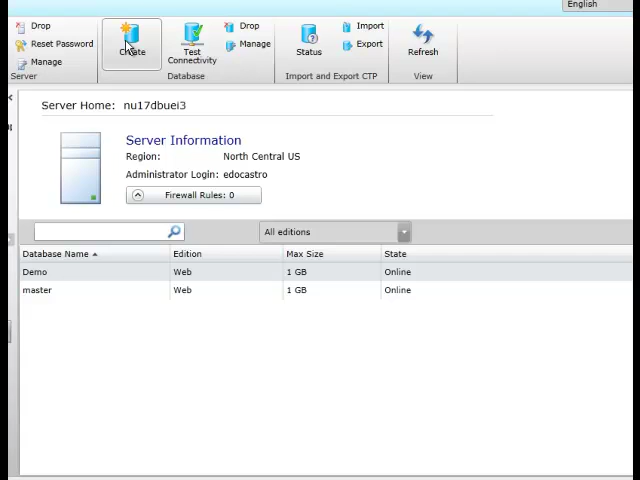 English
Drop
Reset Password
Manage
Server
Create
Test Connectivity
Drop
Manage
Database
Status
Import
Export
Import and Export CTP
Refresh
View
Server Home: nu17dbuei3
Server Information
Region: North Central US
Administrator Login: edocastro
Firewall Rules: 0
All editions
Database Name Edition Max Size State
Demo Web 1 GB Online
master Web 1 GB Online